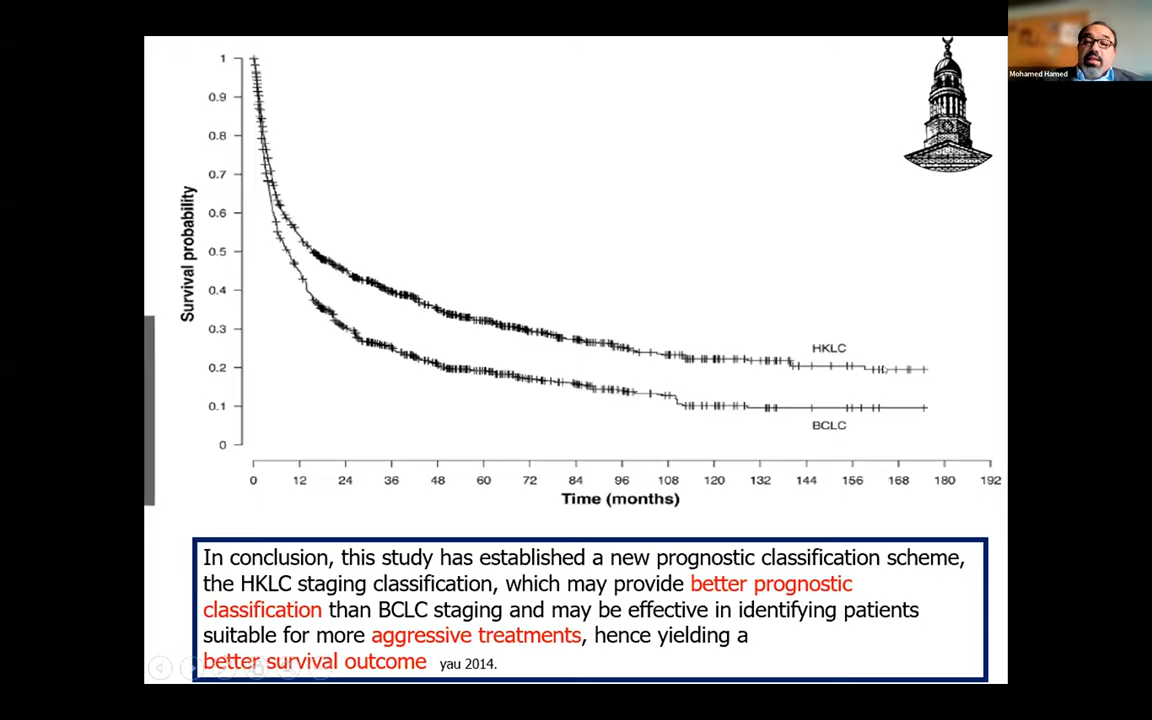 Mohamed Hamed
1
0.9
0.8
0.7
0.6
0.5
0.4
0.3
0.2
0.1
0
Survival probability
HKLC
BCLC
0 12 24 36 48 60 72 84 96 108 120 132 144 156 168 180 192
Time (months)
In conclusion, this study has established a new prognostic classification scheme,
the HKLC staging classification, which may provide better prognostic
classification than BCLC staging and may be effective in identifying patients
suitable for more aggressive treatments, hence yielding a
better survival outcome yau 2014.